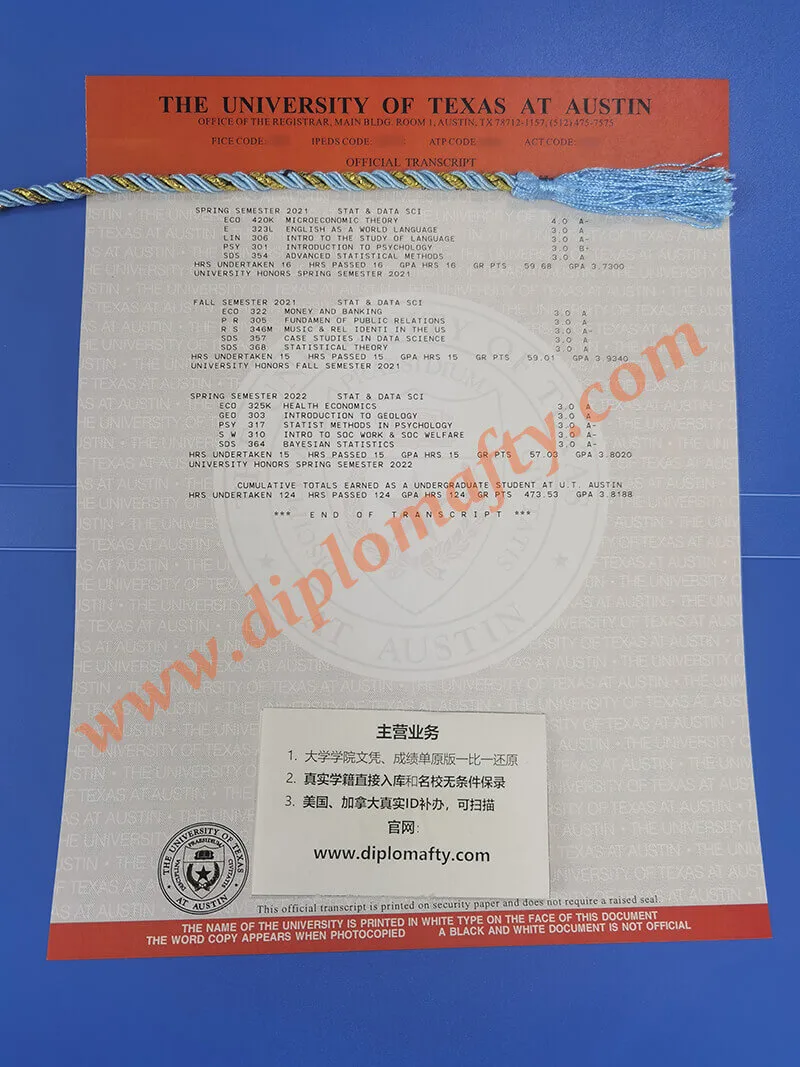 THE UNIVERSITY OF TEXAS AT AUSTIN
OFFICE OF THE REGISTRAR, MAIN BLDG. ROOM 1, AUSTIN, TX 78712-1157, (512) 475-7575
FICE CODE: IPEDS CODE: ATP CODE ACT CODE:
OFFICIAL TRANSCRIPT
SPRING SEMESTER 2021 STAT & DATA SCI
ECO 420K MICROECONOMIC THEORY 4.0 A-
E 323L ENGLISH AS A WORLD LANGUAGE 3.0 A
LIN 306 INTRO TO THE STUDY OF LANGUAGE 3.0 A-
PSY 301 INTRODUCTION TO PSYCHOLOGY 3.0 B+
SDS 354 ADVANCED STATISTICAL METHODS 3.0 A
HRS UNDERTAKEN 16 HRS PASSED 16 GPA HRS 16 GR PTS 59.68 GPA 3.7300
UNIVERSITY HONORS SPRING SEMESTER 2021
FALL SEMESTER 2021 STAT & DATA SCI
ECO 322 MONEY AND BANKING 3.0 A
P R 305 FUNDAMEN OF PUBLIC RELATIONS 3.0 A
R S 346M MUSIC & REL IDENTI IN THE US 3.0 A-
SDS 357 CASE STUDIES IN DATA SCIENCE 3.0 A
SDS 368 STATISTICAL THEORY 3.0 A
HRS UNDERTAKEN 15 HRS PASSED 15 GPA HRS 15 GR PTS 59.01 GPA 3.9340
UNIVERSITY HONORS FALL SEMESTER 2021
SPRING SEMESTER 2022 STAT & DATA SCI
ECO 325K HEALTH ECONOMICS 3.0 A
GEO 303 INTRODUCTION TO GEOLOGY 3.0 A
PSY 317 STATIST METHODS IN PSYCHOLOGY 3.0 A-
S W 310 INTRO TO SOC WORK & SOC WELFARE 3.0 A-
SDS 364 BAYESIAN STATISTICS 3.0 A-
HRS UNDERTAKEN 15 HRS PASSED 15 GPA HRS 15 GR PTS 57.03 GPA 3.8020
UNIVERSITY HONORS SPRING SEMESTER 2022
CUMULATIVE TOTALS EARNED AS A UNDERGRADUATE STUDENT AT U.T. AUSTIN
HRS UNDERTAKEN 124 HRS PASSED 124 GPA HRS 124 GR PTS 473.53 GPA 3.8188
*** END OF TRANSCRIPT ***
www.diplomafty.com
主营业务
1. 大学学院文凭、成绩单原版一比一还原
2. 真实学籍直接入库和名校无条件保录
3. 美国、加拿大真实ID补办，可扫描
官网：
www.diplomafty.com
THE UNIVERSITY OF TEXAS
PRAESIDIUM
DISCIPLINA CIVITATIS
AT AUSTIN
This official transcript is printed on security paper and does not require a raised seal.
THE NAME OF THE UNIVERSITY IS PRINTED IN WHITE TYPE ON THE FACE OF THIS DOCUMENT
THE WORD COPY APPEARS WHEN PHOTOCOPIED A BLACK AND WHITE DOCUMENT IS NOT OFFICIAL